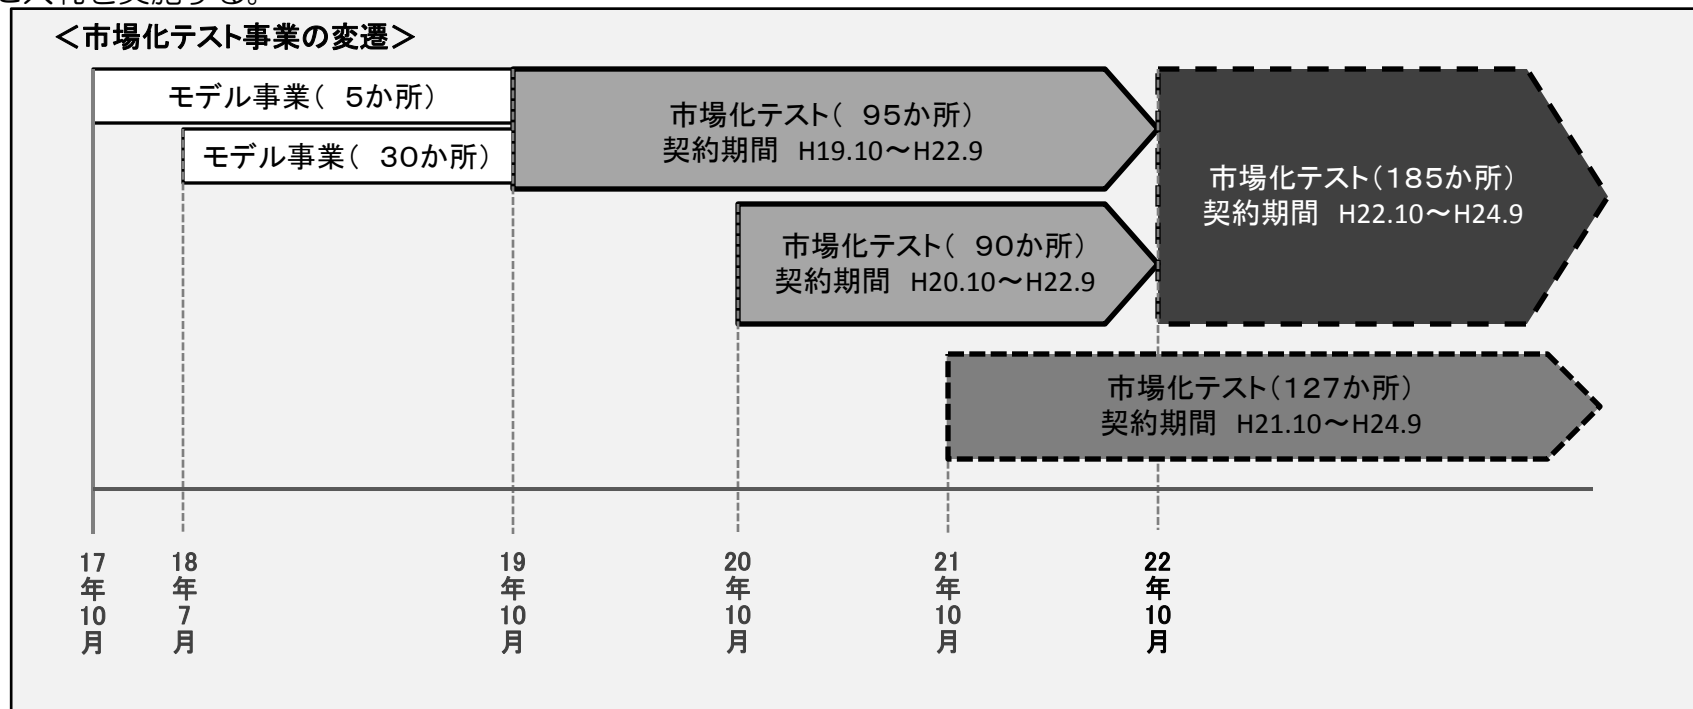 ＜市場化テスト事業の変遷＞
モデル事業（　５か所）
モデル事業（　３０か所）
市場化テスト（　９５か所）
契約期間　H19.10～H22.9
市場化テスト（　９０か所）
契約期間　H20.10～H22.9
市場化テスト（１８５か所）
契約期間　H22.10～H24.9
市場化テスト（１２７か所）
契約期間　H21.10～H24.9
17年10月
18年7月
19年10月
20年10月
21年10月
22年10月